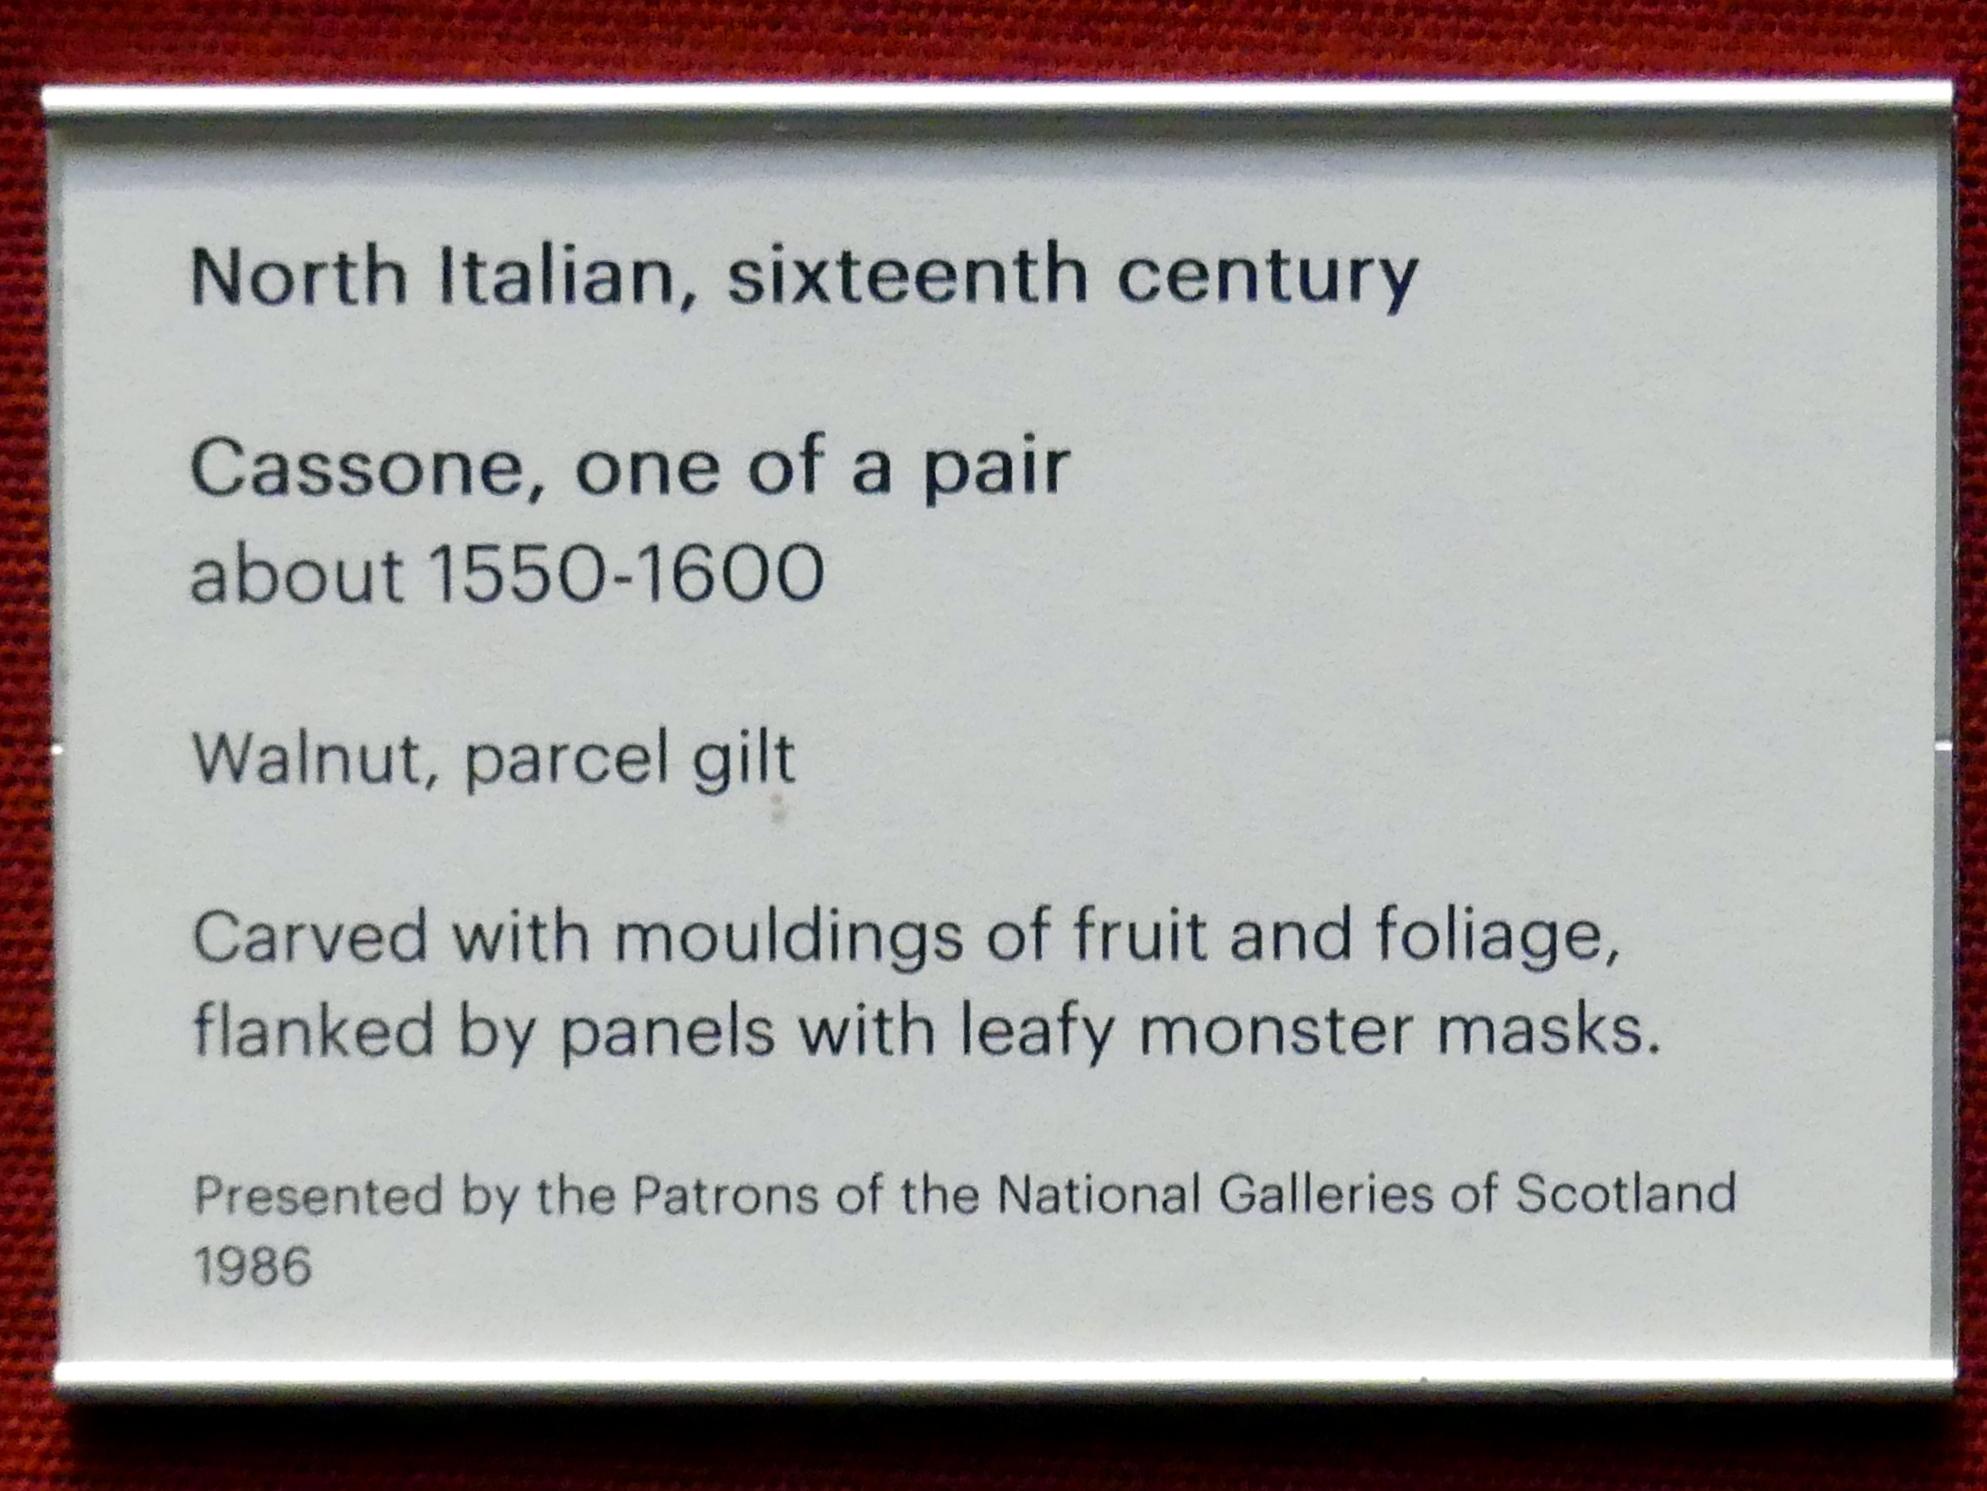 North Italian, sixteenth century
Cassone, one of a pair
about 1550-1600
Walnut, parcel gilt
Carved with mouldings of fruit and foliage,
flanked by panels with leafy monster masks.
Presented by the Patrons of the National Galleries of Scotland
1986